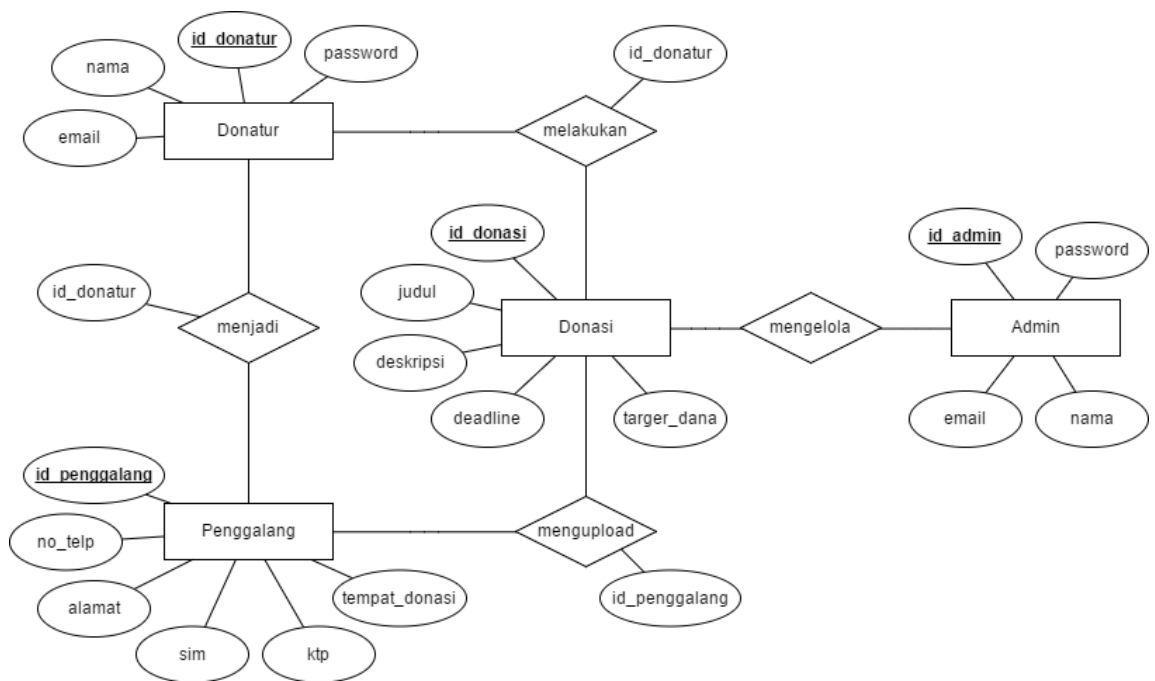 id_donatur
password
nama
email
Donatur
id_donatur
melakukan
id_donasi
judul
deskripsi
Donasi
deadline
targer_dana
mengelola
id_admin
password
Admin
email
nama
id_donatur
menjadi
id_penggalang
no_telp
Penggalang
alamat
sim
ktp
tempat_donasi
mengupload
id_penggalang